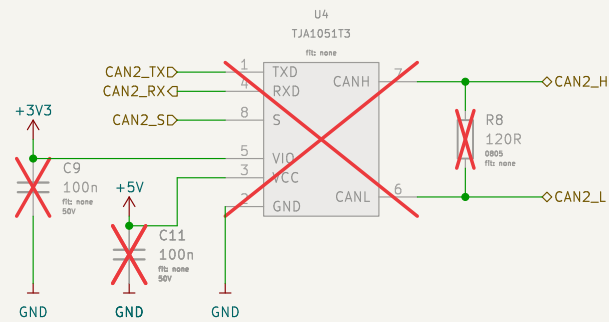 U4
TJA1051T3
fit: none
CAN2_TXD 1 TXD
CAN2_RX 4 RXD
CANH 7 CAN2_H
+3V3
CAN2_S 8 S
R8
120R
0805
fit: none
5 VIO
C9
100n
fit: none
50V
+5V
3 VCC
2 GND
CANL 6 CAN2_L
C11
100n
fit: none
50V
GND GND GND